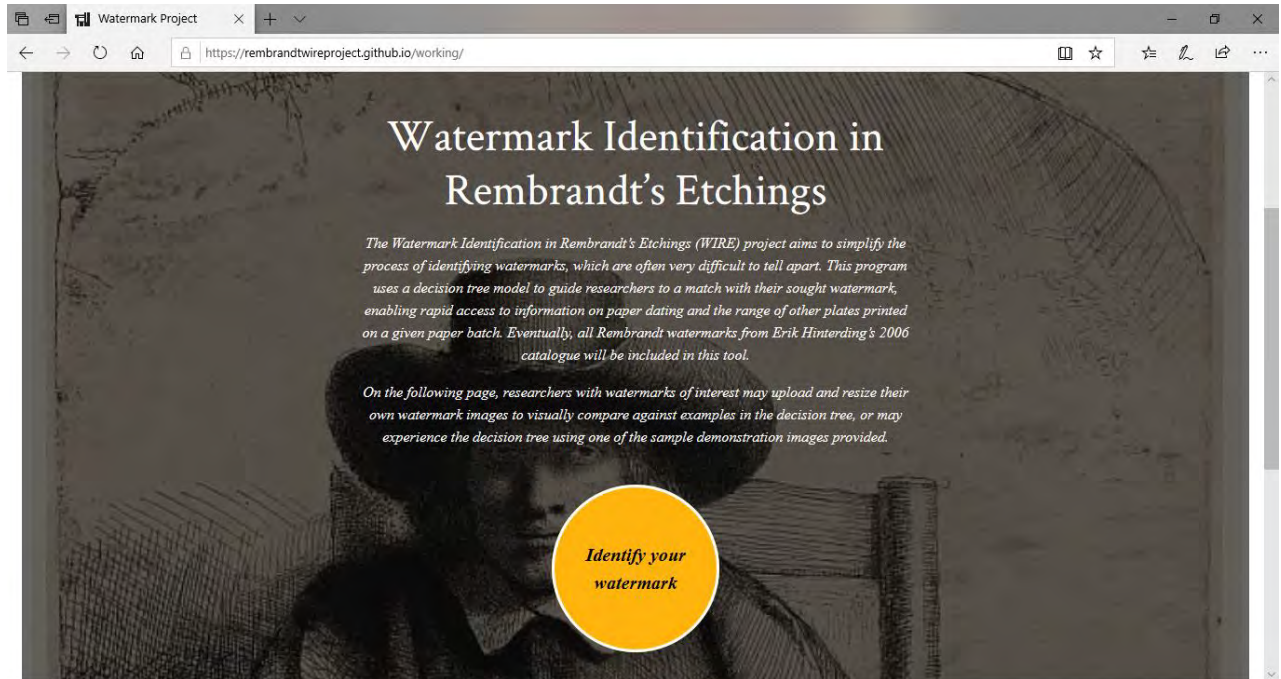 Watermark Project
https://rembrandtwireproject.github.io/working/
Watermark Identification in
Rembrandt’s Etchings
The Watermark Identification in Rembrandt's Etchings (WIRE) project aims to simplify the
process of identifying watermarks, which are often very difficult to tell apart. This program
uses a decision tree model to guide researchers to a match with their sought watermark,
enabling rapid access to information on paper dating and the range of other plates printed
on a given paper batch. Eventually, all Rembrandt watermarks from Erik Hinterding's 2006
catalogue will be included in this tool.
On the following page, researchers with watermarks of interest may upload and resize their
own watermark images to visually compare against examples in the decision tree, or may
experience the decision tree using one of the sample demonstration images provided.
Identify your
watermark